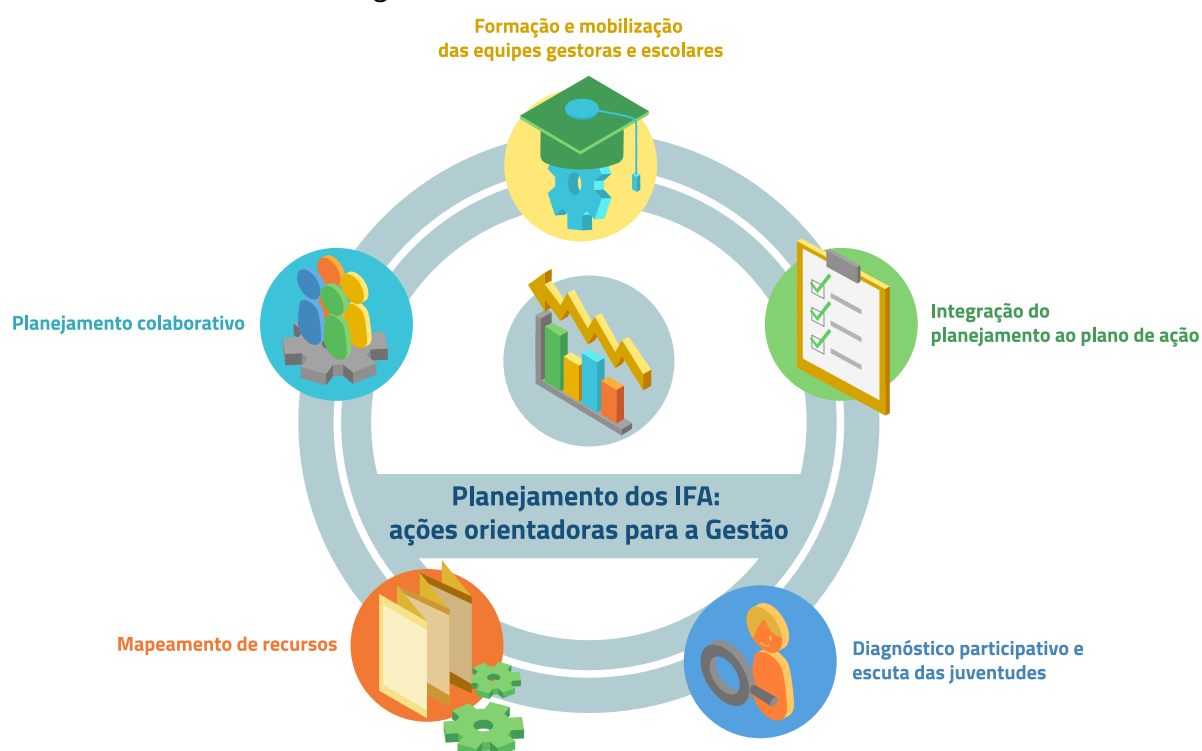 Formação e mobilização
das equipes gestoras e escolares
Planejamento colaborativo
Integração do
planejamento ao plano de ação
Planejamento dos IFA:
ações orientadoras para a Gestão
Mapeamento de recursos
Diagnóstico participativo e
escuta das juventudes